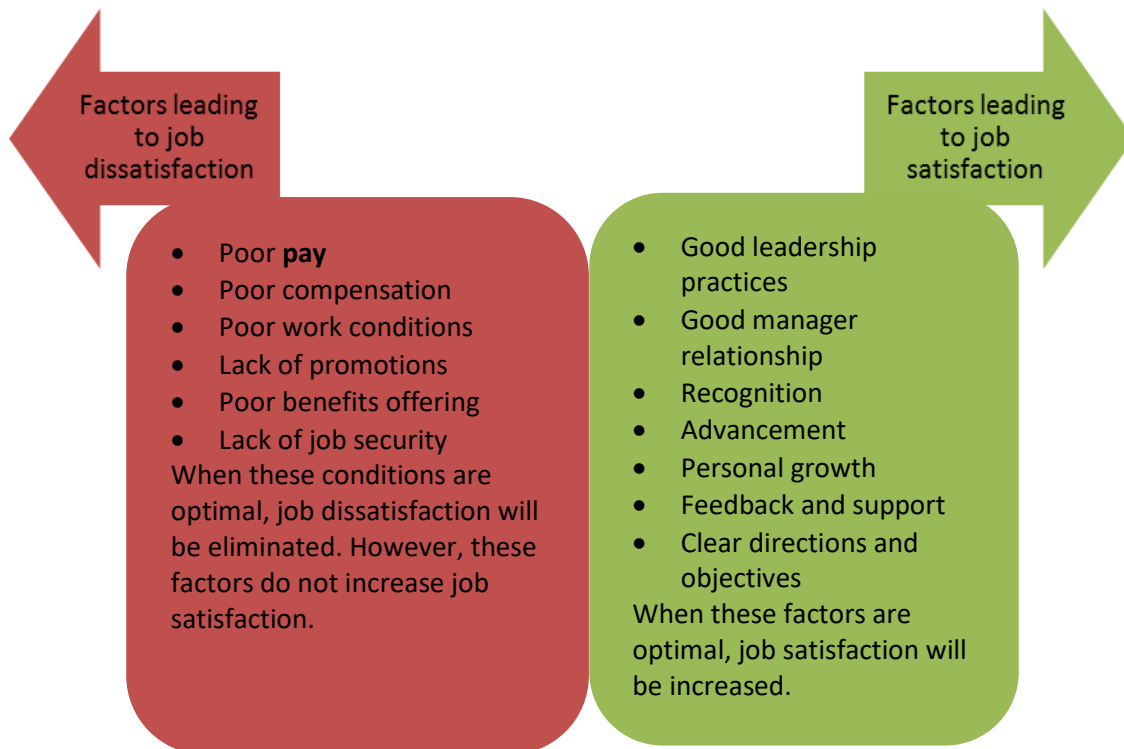 Factors leading
to job
dissatisfaction
Factors leading
to job
satisfaction
• Poor pay
• Poor compensation
• Poor work conditions
• Lack of promotions
• Poor benefits offering
• Lack of job security
When these conditions are
optimal, job dissatisfaction will
be eliminated. However, these
factors do not increase job
satisfaction.
• Good leadership
practices
• Good manager
relationship
• Recognition
• Advancement
• Personal growth
• Feedback and support
• Clear directions and
objectives
When these factors are
optimal, job satisfaction will
be increased.